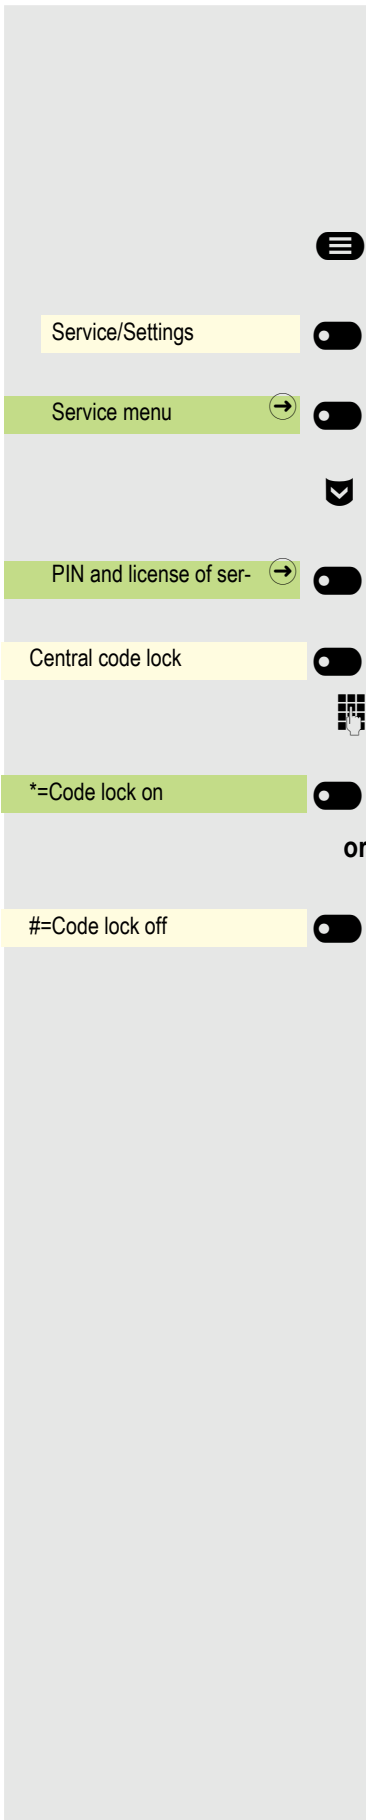 Service/Settings
Service menu
PIN and license of ser-
Central code lock
*=Code lock on
or
#=Code lock off